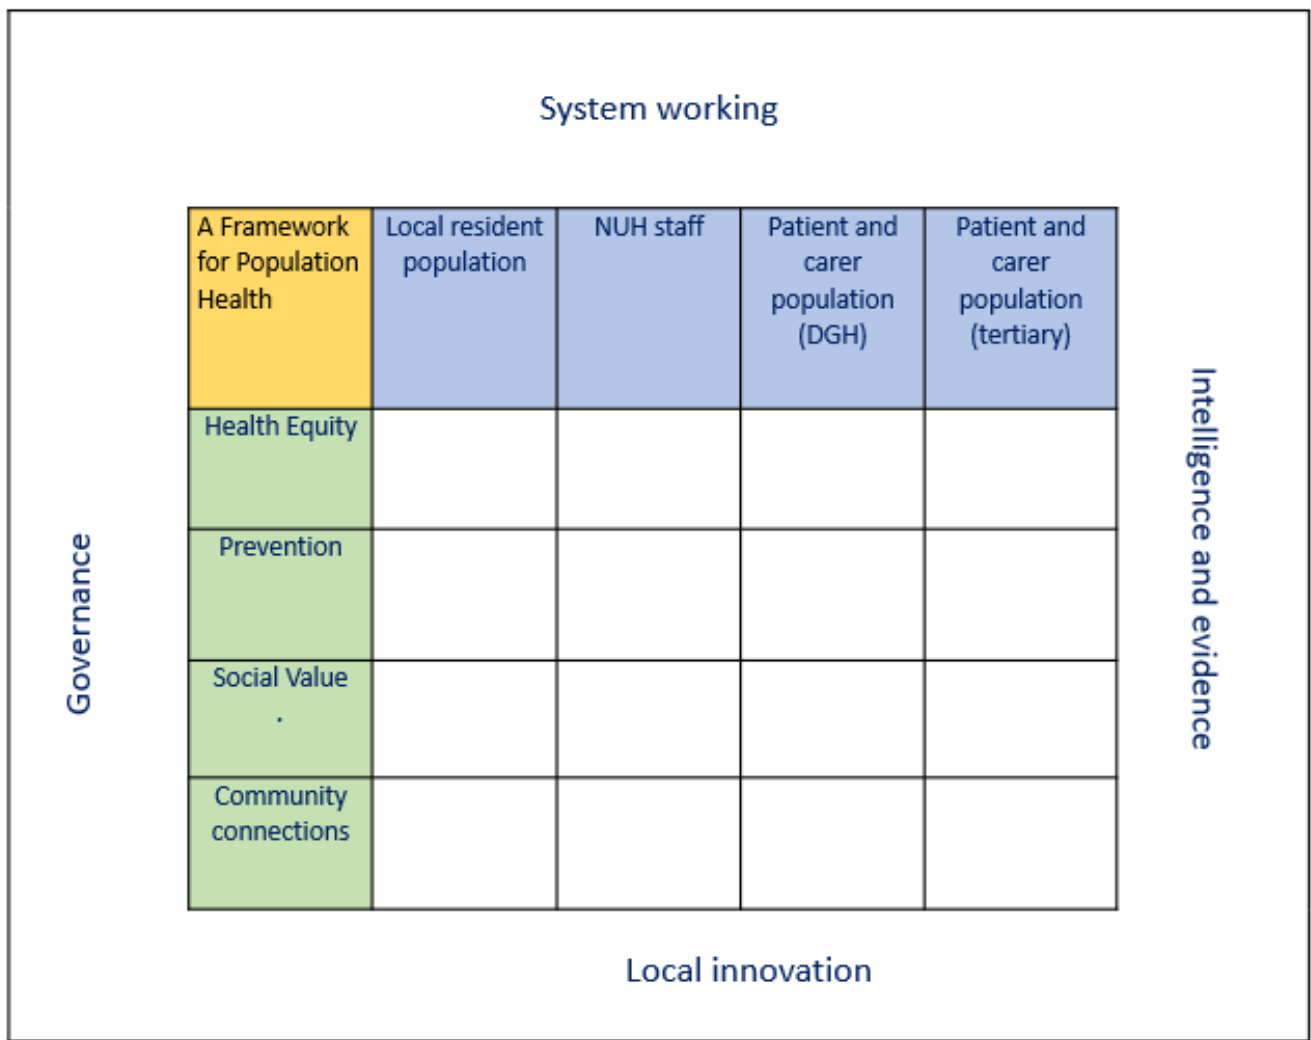 System working
A Framework
for Population
Health
Local resident
population
NUH staff
Patient and
carer
population
(DGH)
Patient and
carer
population
(tertiary)
Health Equity
Prevention
Social Value
.
Community
connections
Governance
Intelligence and evidence
Local innovation